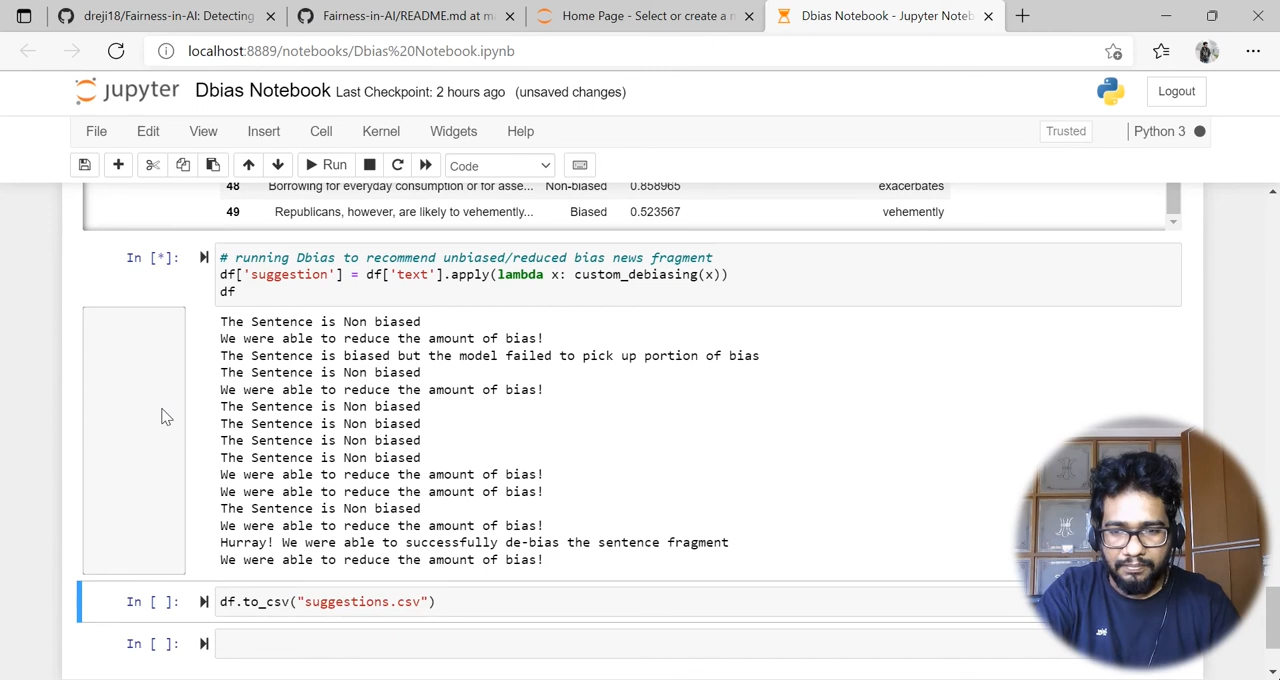 dreji18/Fairness-in-AI: Detecting
Fairness-in-AI/README.md at m
Home Page - Select or create a n
Dbias Notebook - Jupyter Noteb
localhost:8889/notebooks/Dbias%20Notebook.ipynb
jupyter Dbias Notebook Last Checkpoint: 2 hours ago (unsaved changes)
Logout
File Edit View Insert Cell Kernel Widgets Help
Trusted Python 3
Run Code
48 Borrowing for everyday consumption or for asse... Non-biased 0.858965 exacerbates
49 Republicans, however, are likely to vehemently... Biased 0.523567 vehemently
In [*]: # running Dbias to recommend unbiased/reduced bias news fragment
df['suggestion'] = df['text'].apply(lambda x: custom_debiasing(x))
df
The Sentence is Non biased
We were able to reduce the amount of bias!
The Sentence is biased but the model failed to pick up portion of bias
The Sentence is Non biased
We were able to reduce the amount of bias!
The Sentence is Non biased
The Sentence is Non biased
The Sentence is Non biased
The Sentence is Non biased
We were able to reduce the amount of bias!
We were able to reduce the amount of bias!
The Sentence is Non biased
We were able to reduce the amount of bias!
Hurray! We were able to successfully de-bias the sentence fragment
We were able to reduce the amount of bias!
In [ ]: df.to_csv("suggestions.csv")
In [ ]: